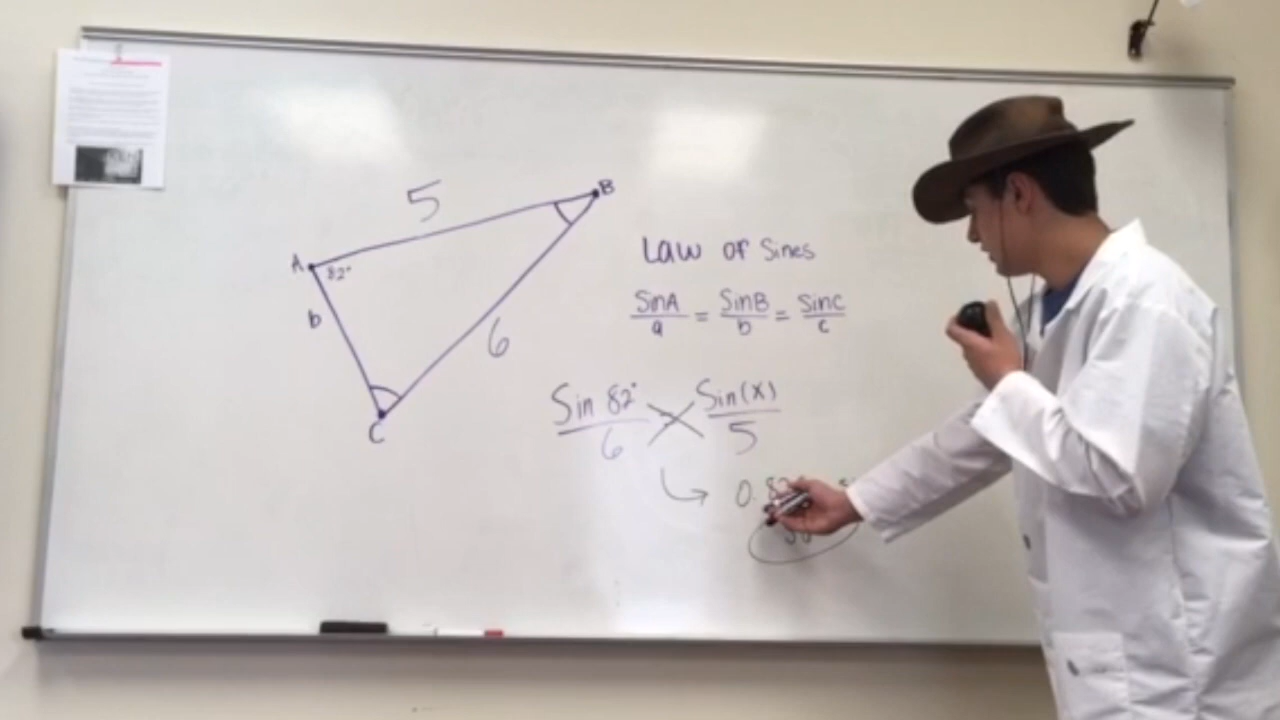 5
B
A
82°
b
6
C
Law of Sines
SinA/a = SinB/b = SinC/c
Sin 82°/6 = Sin(x)/5